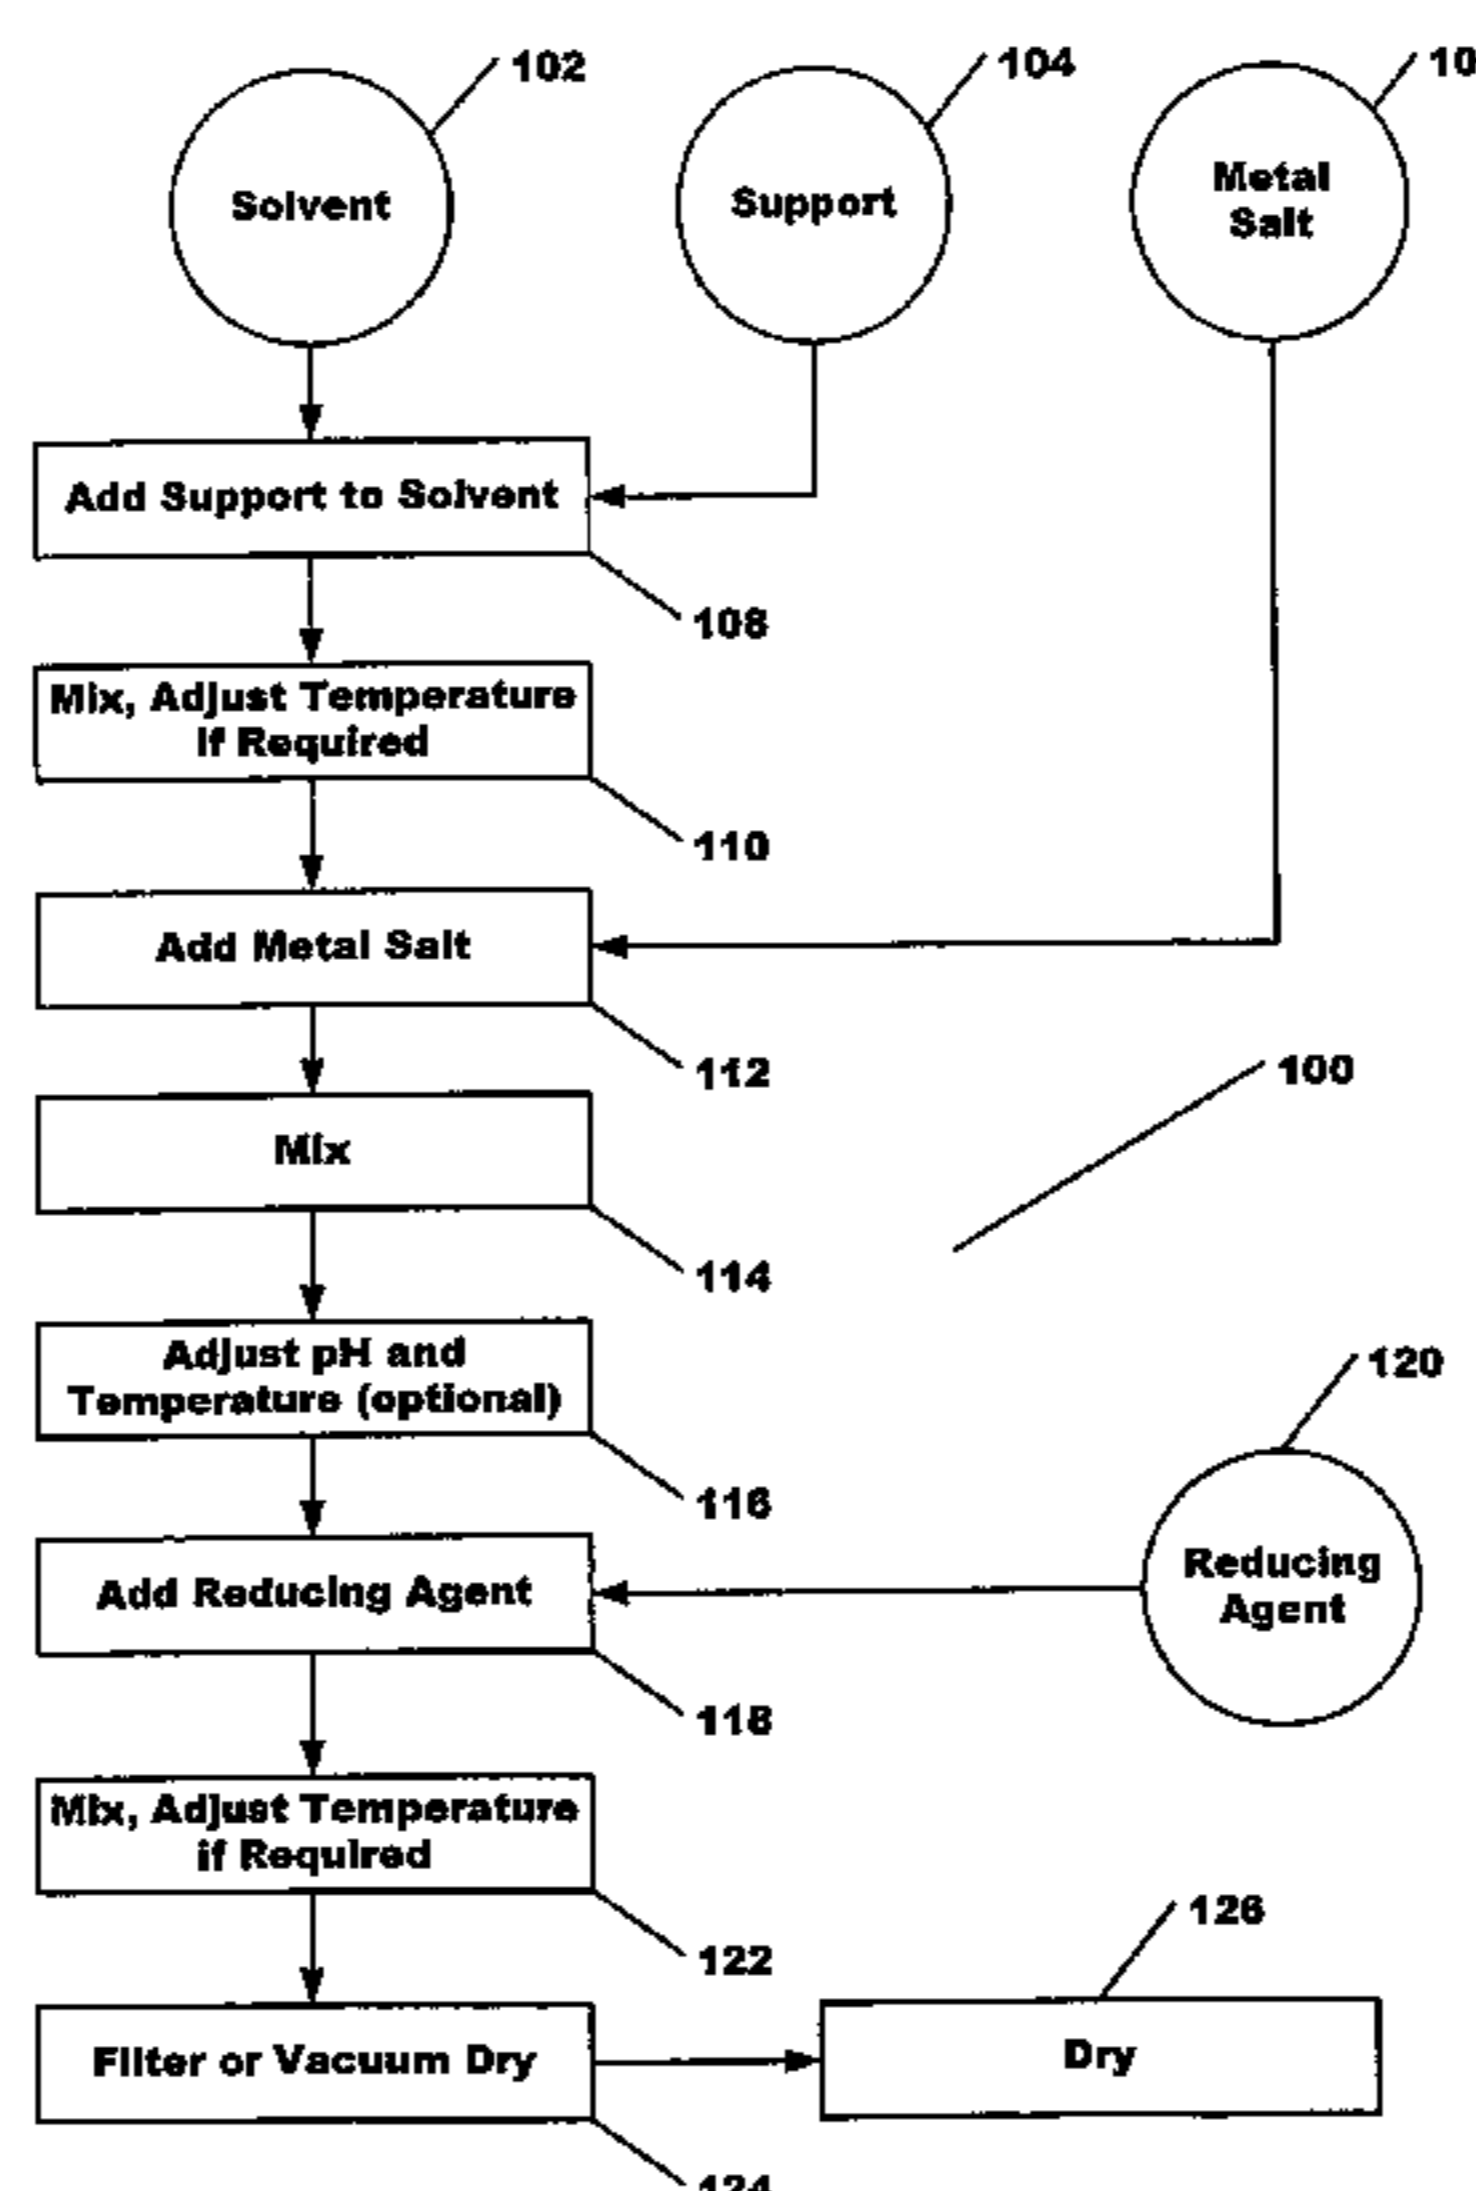 102
104
10
Solvent
Support
Metal
Salt
Add Support to Solvent
108
Mix, Adjust Temperature
if Required
110
Add Metal Salt
112
100
Mix
114
Adjust pH and
Temperature (optional)
120
116
Add Reducing Agent
Reducing
Agent
118
Mix, Adjust Temperature
if Required
126
122
Filter or Vacuum Dry
Dry
124